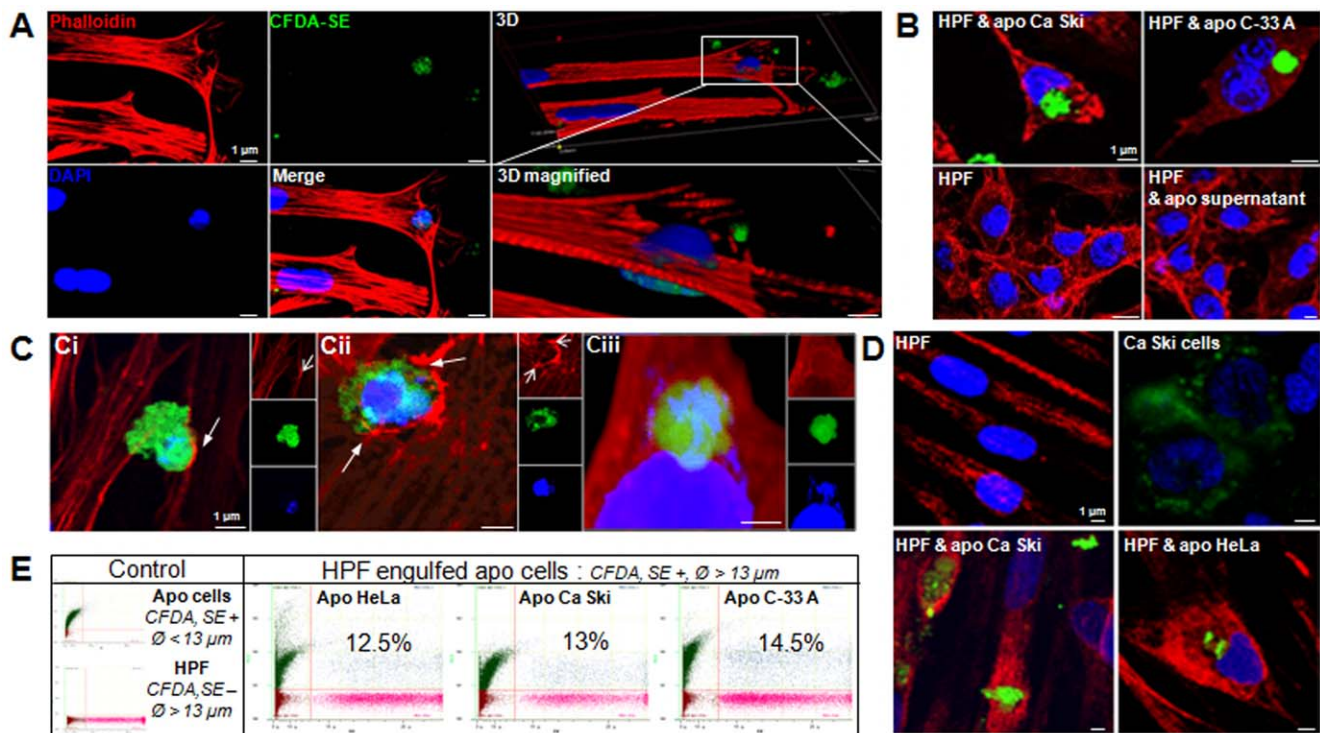 A
Phalloidin
CFDA-SE
3D
1 µm
DAPI
Merge
3D magnified
B
HPF & apo Ca Ski
HPF & apo C-33 A
1 µm
HPF
HPF
& apo supernatant
C
Ci
Cii
Ciii
1 µm
D
HPF
Ca Ski cells
1 µm
HPF & apo Ca Ski
HPF & apo HeLa
E
Control
HPF engulfed apo cells : CFDA, SE +, Ø > 13 µm
Apo cells
CFDA, SE +
Ø < 13 µm
HPF
CFDA, SE –
Ø > 13 µm
Apo HeLa
12.5%
Apo Ca Ski
13%
Apo C-33 A
14.5%